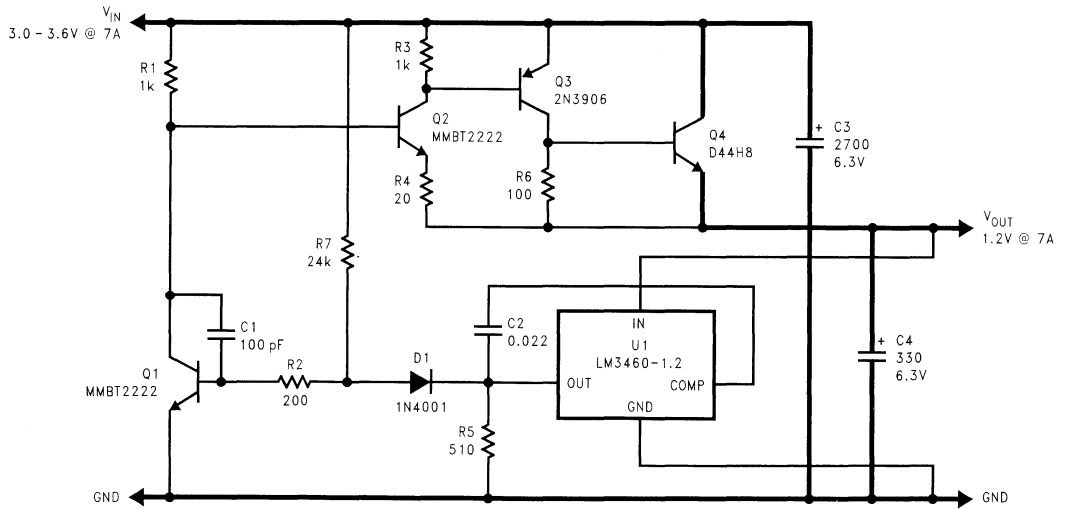 VIN
3.0 – 3.6V @ 7A
R1
1k
R3
1k
Q2
MMBT2222
Q3
2N3906
Q4
D44H8
C3
+
2700
6.3V
R4
20
R6
100
VOUT
1.2V @ 7A
R7
24k
C1
100 pF
R2
200
Q1
MMBT2222
D1
1N4001
C2
0.022
IN
U1
LM3460-1.2
OUT
COMP
GND
R5
510
C4
+
330
6.3V
GND
GND